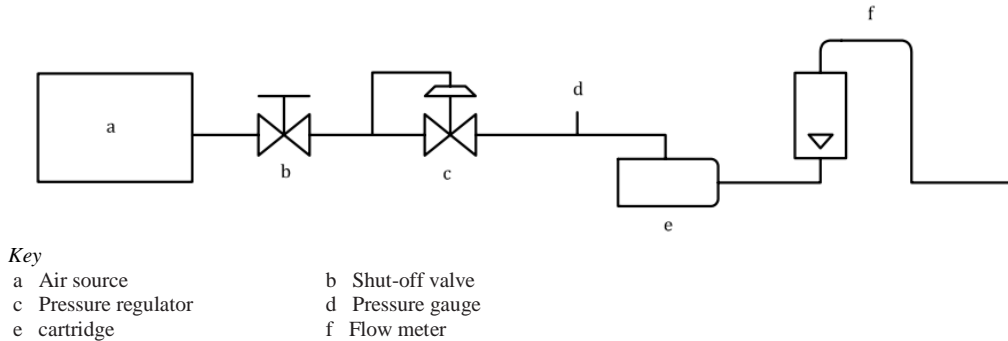 f
d
a
b
c
e
Key
a Air source b Shut-off valve
c Pressure regulator d Pressure gauge
e cartridge f Flow meter